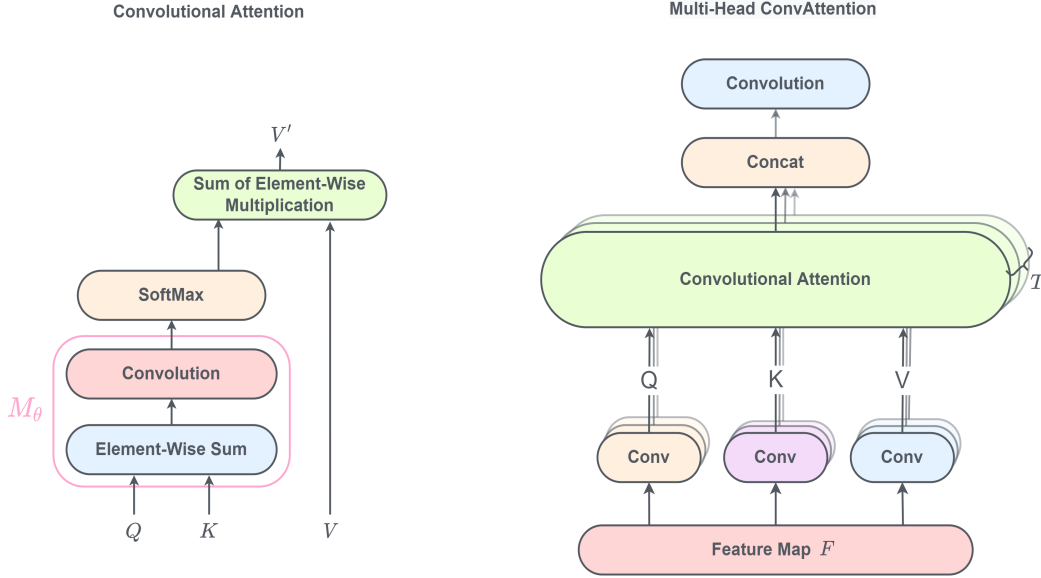 Convolutional Attention
V′
Sum of Element-Wise
Multiplication
SoftMax
Convolution
M_θ
Element-Wise Sum
Q K V
Multi-Head ConvAttention
Convolution
Concat
Convolutional Attention
Q K V
Conv Conv Conv
Feature Map F